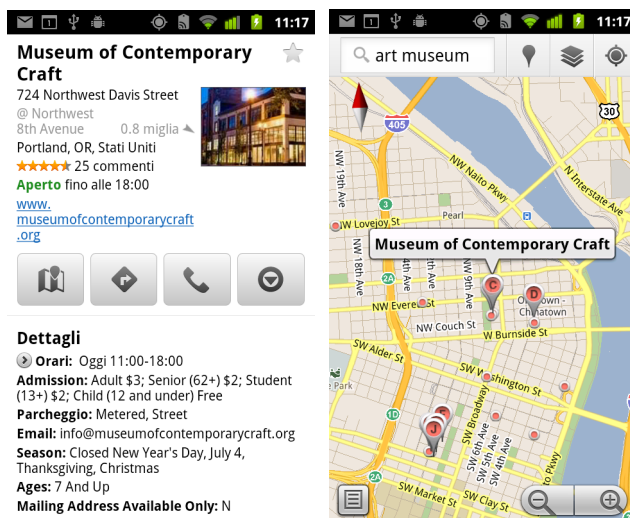 11:17
Museum of Contemporary
Craft
724 Northwest Davis Street
@ Northwest
8th Avenue 0.8 miglia
Portland, OR, Stati Uniti
25 commenti
Aperto fino alle 18:00
www.
museumofcontemporarycraft
.org
Dettagli
Orari: Oggi 11:00-18:00
Admission: Adult $3; Senior (62+) $2; Student
(13+) $2; Child (12 and under) Free
Parcheggio: Metered, Street
Email: info@museumofcontemporarycraft.org
Season: Closed New Year's Day, July 4,
Thanksgiving, Christmas
Ages: 7 And Up
Mailing Address Available Only: N
11:17
art museum
405
30
NW 19th Ave
NW Naito Pkwy
N Interstate Ave
3
Pearl
NW Lovejoy St
Museum of Contemporary Craft
NW 18th Ave
NW 9th Ave
2A
C
D
NW Everett St
Chinatown
NW Couch St
W Burnside St
SW Alder St
SW Washington St
e Park
1D
SW Broadway
J
SW 6th Ave
SW 5th Ave
SW 4th Ave
2A
SW Market St
SW Clay St